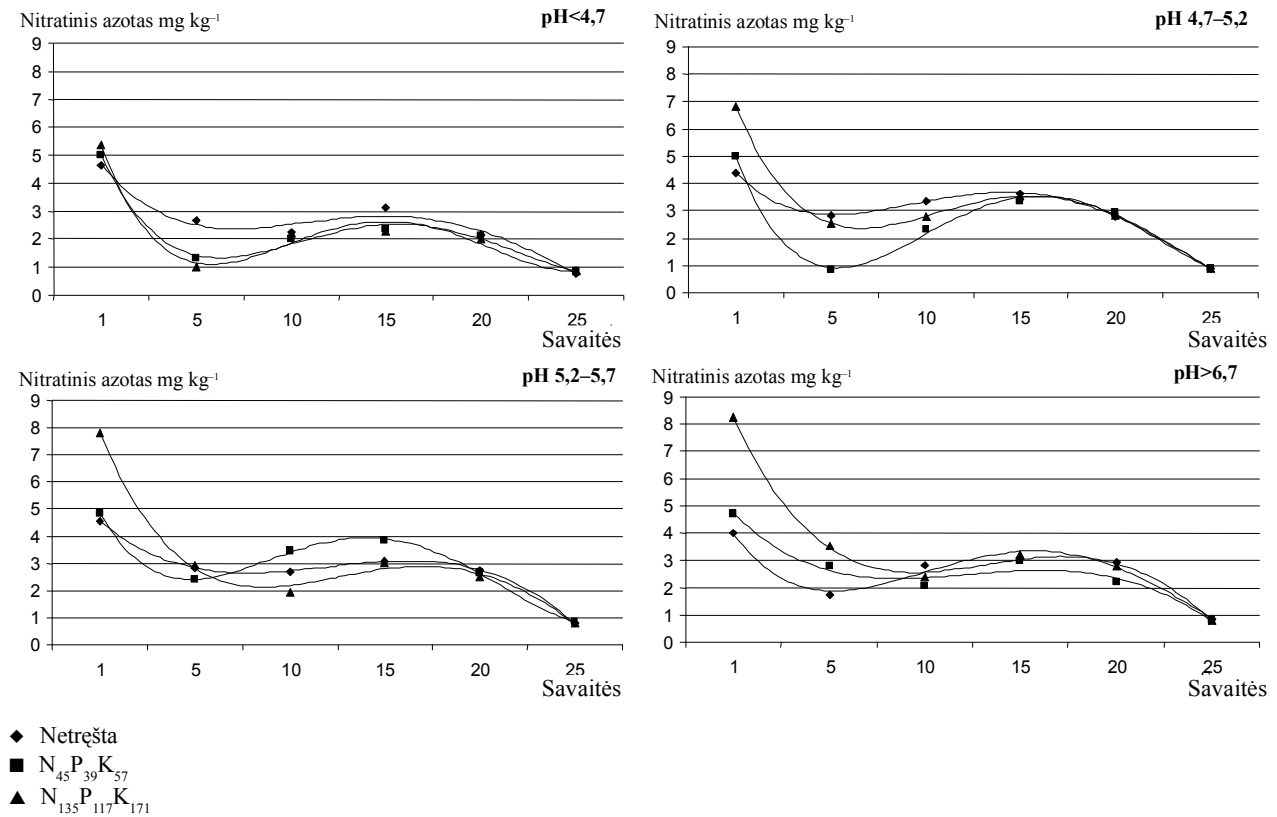 Nitratinis azotas mg kg⁻¹ pH<4,7
9
8
7
6
5
4
3
2
1
0
1 5 10 15 20 25
Savaitės
Nitratinis azotas mg kg⁻¹ pH 4,7–5,2
9
8
7
6
5
4
3
2
1
0
1 5 10 15 20 25
Savaitės
Nitratinis azotas mg kg⁻¹ pH 5,2–5,7
9
8
7
6
5
4
3
2
1
0
1 5 10 15 20 25
Savaitės
Nitratinis azotas mg kg⁻¹ pH>6,7
9
8
7
6
5
4
3
2
1
0
1 5 10 15 20 25
Savaitės
Netręšta
N₄₅P₃₉K₅₇
N₁₃₅P₁₁₇K₁₇₁